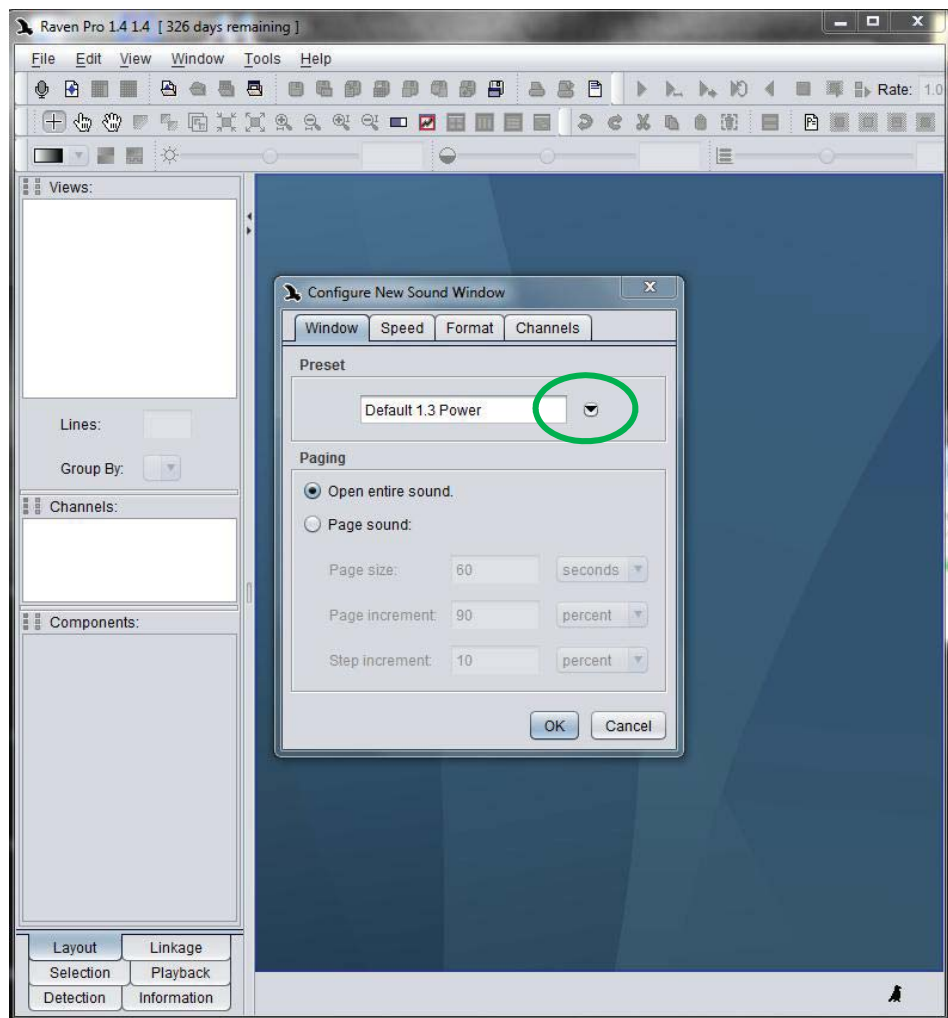 Raven Pro 1.4 1.4 [ 326 days remaining ]
File Edit View Window Tools Help
Rate: 1.0
Views:
Lines:
Group By:
Channels:
Components:
Layout Linkage
Selection Playback
Detection Information
Configure New Sound Window
Window Speed Format Channels
Preset
Default 1.3 Power
Paging
Open entire sound.
Page sound:
Page size: 60 seconds
Page increment: 90 percent
Step increment: 10 percent
OK Cancel